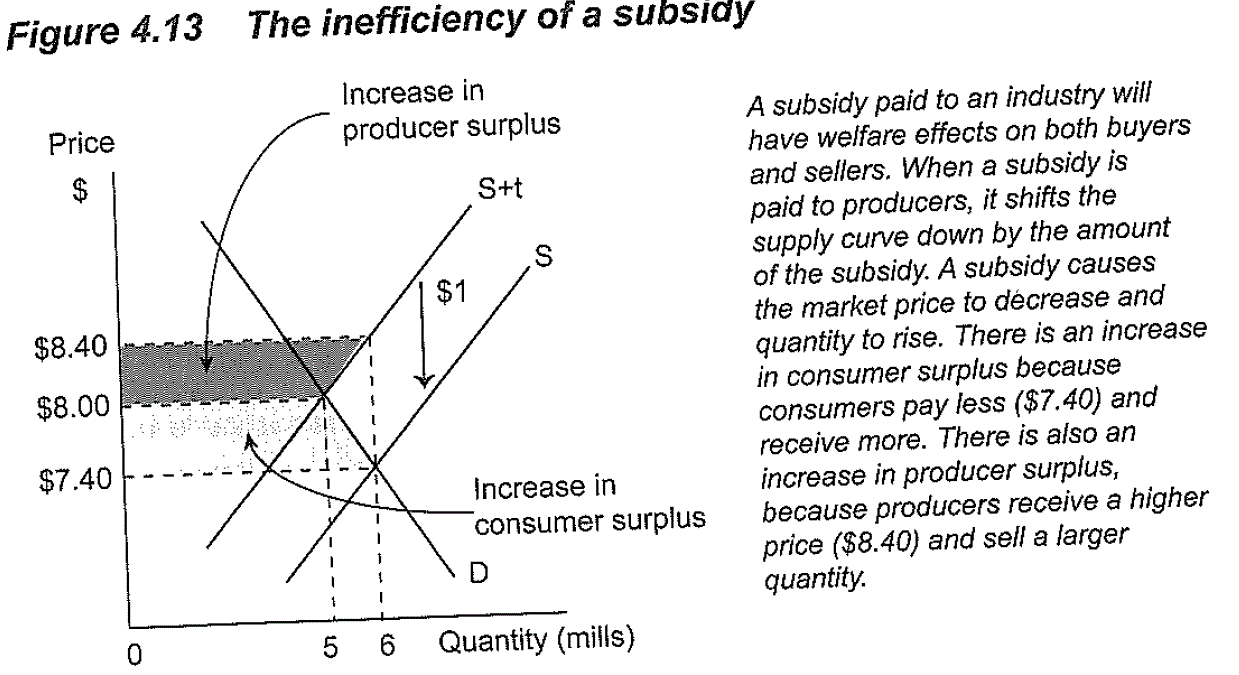 Figure 4.13 The inefficiency of a subsidy
Increase in
producer surplus
Price
$
S+t
S
$1
$8.40
$8.00
$7.40
Increase in
consumer surplus
D
0
5
6
Quantity (mills)
A subsidy paid to an industry will
have welfare effects on both buyers
and sellers. When a subsidy is
paid to producers, it shifts the
supply curve down by the amount
of the subsidy. A subsidy causes
the market price to decrease and
quantity to rise. There is an increase
in consumer surplus because
consumers pay less ($7.40) and
receive more. There is also an
increase in producer surplus,
because producers receive a higher
price ($8.40) and sell a larger
quantity.